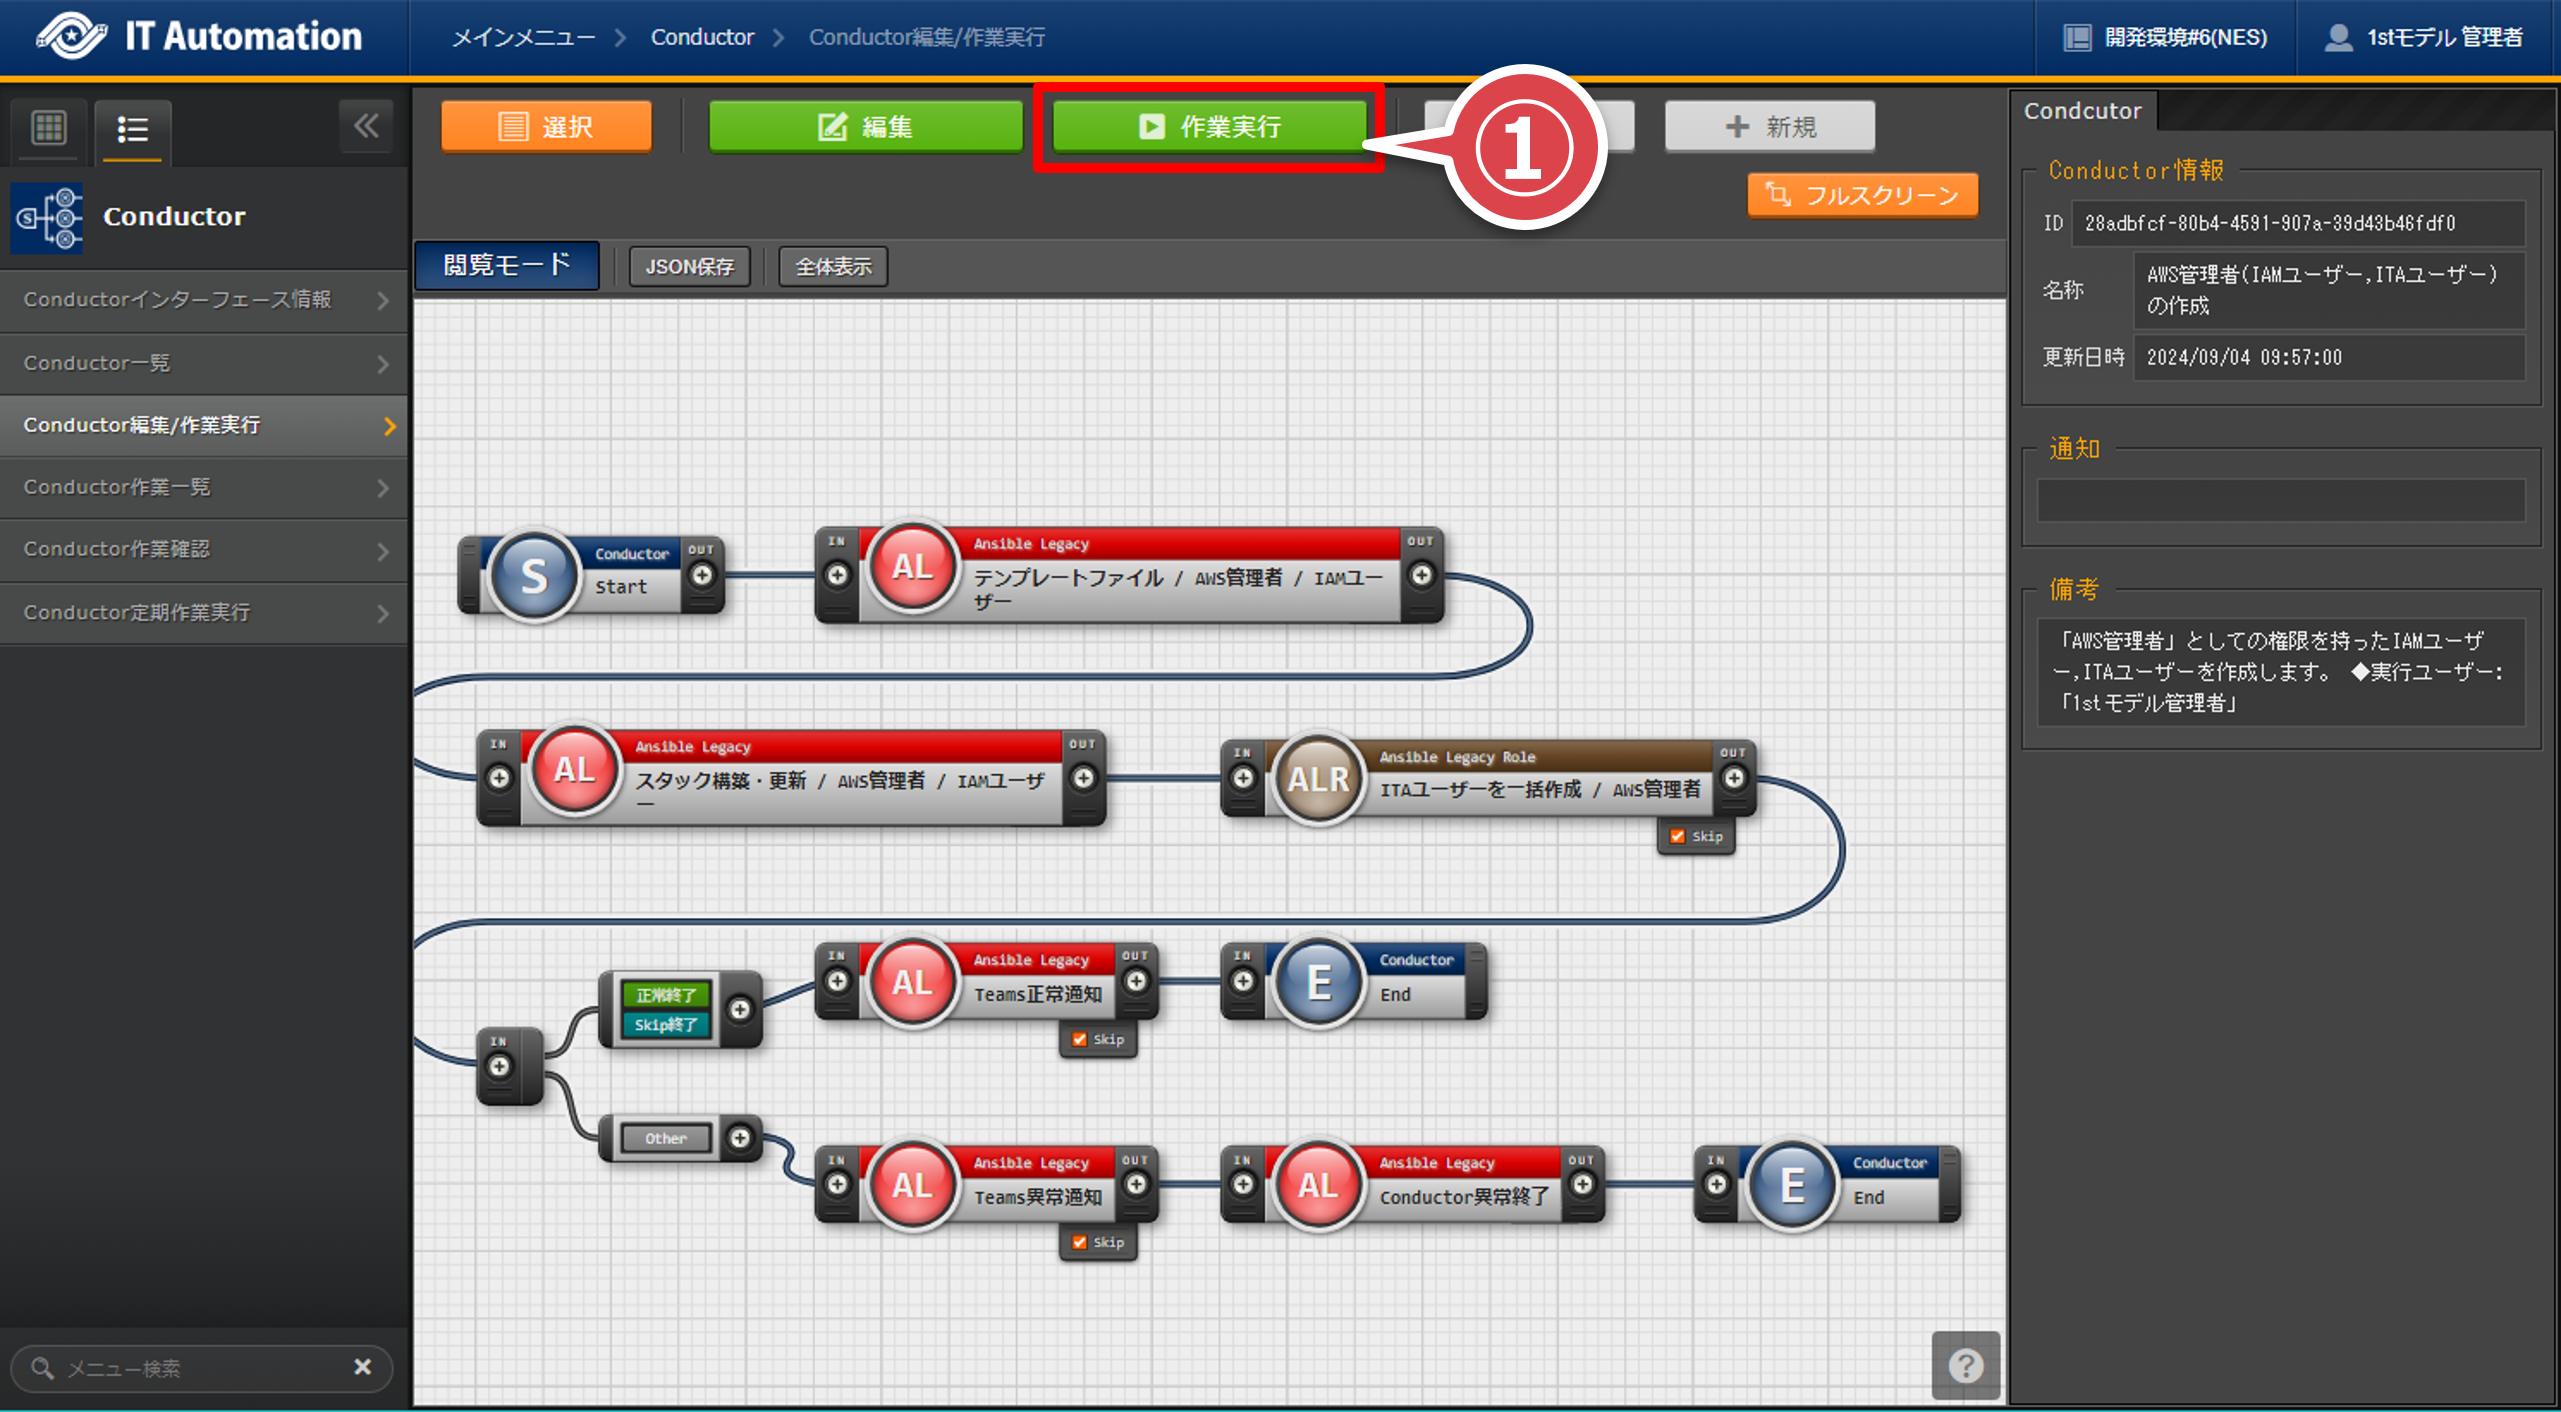 IT Automation
メインメニュー > Conductor > Conductor編集/作業実行
開発環境#6(NES)
1stモデル 管理者
選択
編集
作業実行
1
新規
フルスクリーン
Conductor
Conductorインターフェース情報
Conductor一覧
Conductor編集/作業実行
Conductor作業一覧
Conductor作業確認
Conductor定期作業実行
メニュー検索
閲覧モード
JSON保存
全体表示
S
Conductor
Start
OUT
IN
AL
Ansible Legacy
テンプレートファイル / AWS管理者 / IAMユー
ザー
OUT
IN
AL
Ansible Legacy
スタック構築・更新 / AWS管理者 / IAMユーザ
ー
OUT
IN
ALR
Ansible Legacy Role
ITAユーザーを一括作成 / AWS管理者
OUT
Skip
IN
正常終了
Skip終了
IN
AL
Ansible Legacy
Teams正常通知
OUT
Skip
IN
E
Conductor
End
Other
IN
AL
Ansible Legacy
Teams異常通知
OUT
Skip
IN
AL
Ansible Legacy
Conductor異常終了
OUT
IN
E
Conductor
End
?
Condcutor
Conductor情報
ID 28adbfcf-80b4-4591-907a-39d43b46fdf0
名称 AWS管理者(IAMユーザー,ITAユーザー)
の作成
更新日時 2024/09/04 09:57:00
通知
備考
「AWS管理者」としての権限を持ったIAMユーザ
ー,ITAユーザーを作成します。 ◆実行ユーザー:
「1stモデル管理者」